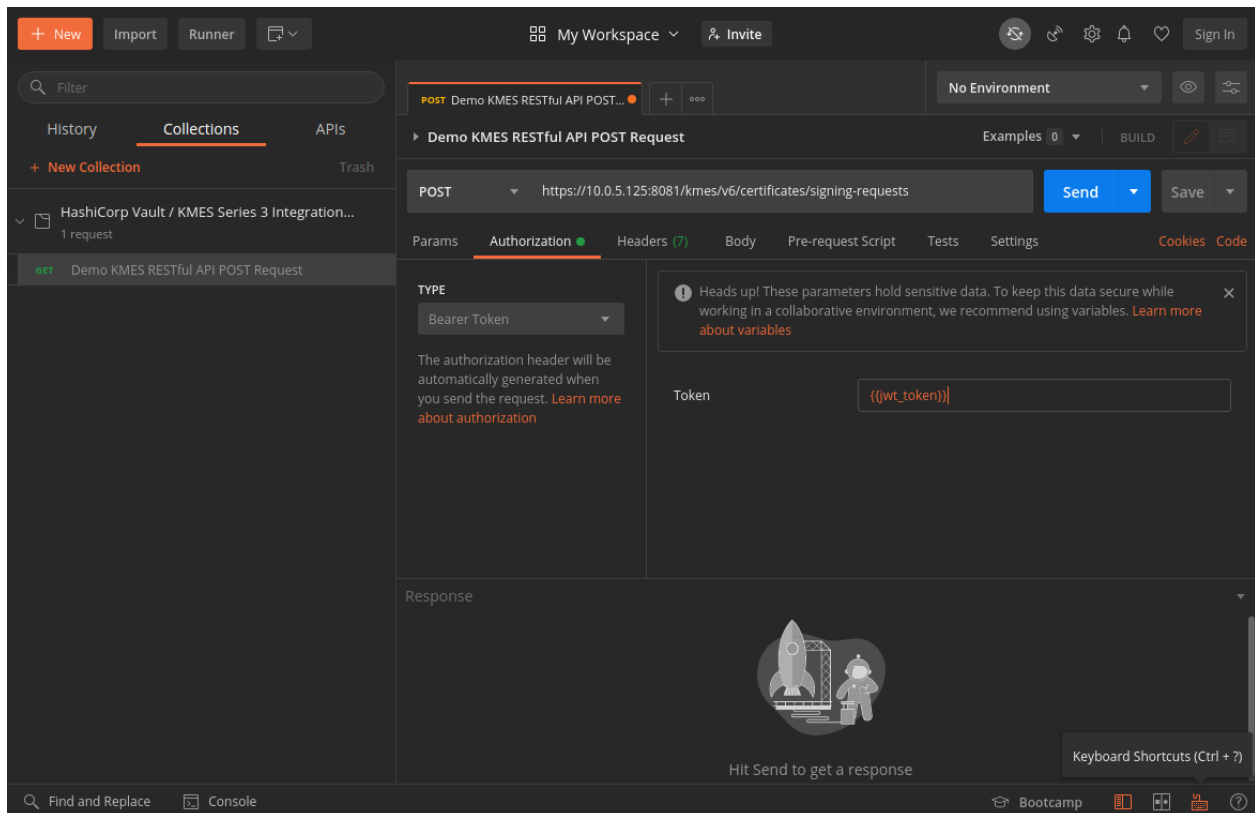 + New
Import
Runner
My Workspace
Invite
Sign In
Filter
History
Collections
APIs
+ New Collection
Trash
HashiCorp Vault / KMES Series 3 Integration...
1 request
GET Demo KMES RESTful API POST Request
POST Demo KMES RESTful API POST...
No Environment
Demo KMES RESTful API POST Request
Examples 0
BUILD
POST
https://10.0.5.125:8081/kmes/v6/certificates/signing-requests
Send
Save
Params
Authorization
Headers (7)
Body
Pre-request Script
Tests
Settings
Cookies
Code
TYPE
Bearer Token
The authorization header will be
automatically generated when
you send the request. Learn more
about authorization
Heads up! These parameters hold sensitive data. To keep this data secure while
working in a collaborative environment, we recommend using variables. Learn more
about variables
Token
{{jwt_token}}
Response
Hit Send to get a response
Keyboard Shortcuts (Ctrl + ?)
Find and Replace
Console
Bootcamp